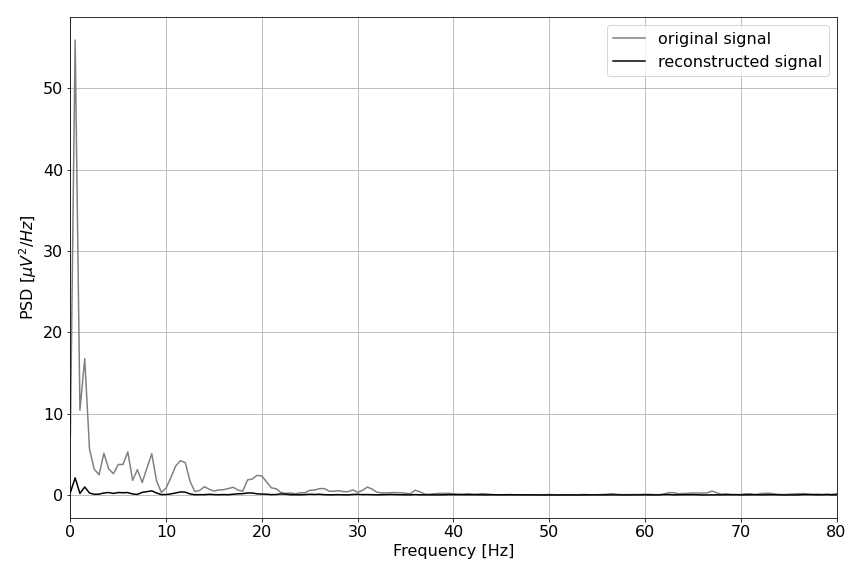 original signal
reconstructed signal
PSD [μV²/Hz]
50
40
30
20
10
0
0 10 20 30 40 50 60 70 80
Frequency [Hz]